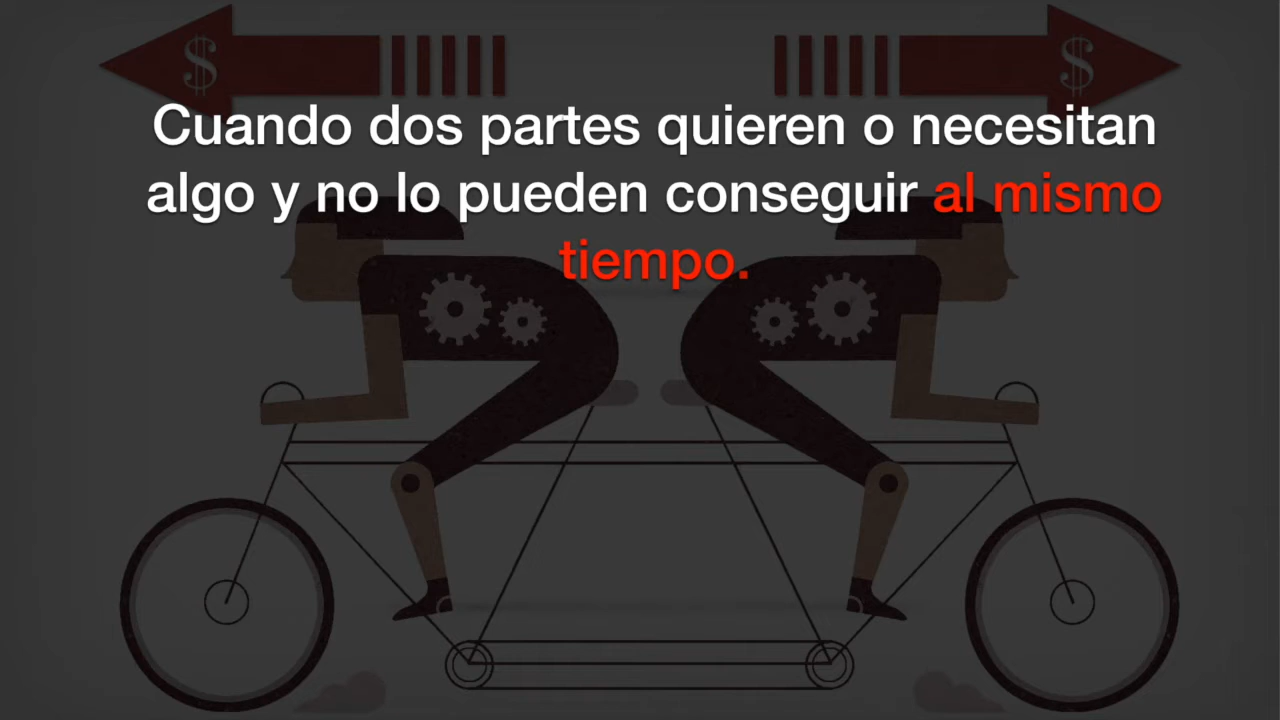 $ $
Cuando dos partes quieren o necesitan
algo y no lo pueden conseguir al mismo
tiempo.